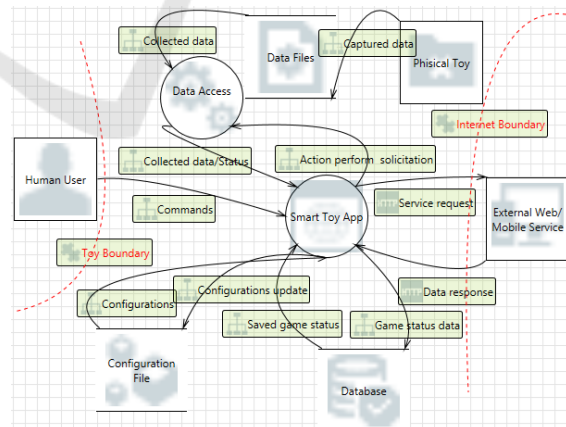 Collected data
Data Files
Captured data
Phisical Toy
Data Access
Internet Boundary
Collected data/Status
Action perform solicitation
Human User
Commands
Smart Toy App
Service request
External Web/
Mobile Service
Toy Boundary
Configurations
Configurations update
Data response
Saved game status
Game status data
Configuration
File
Database